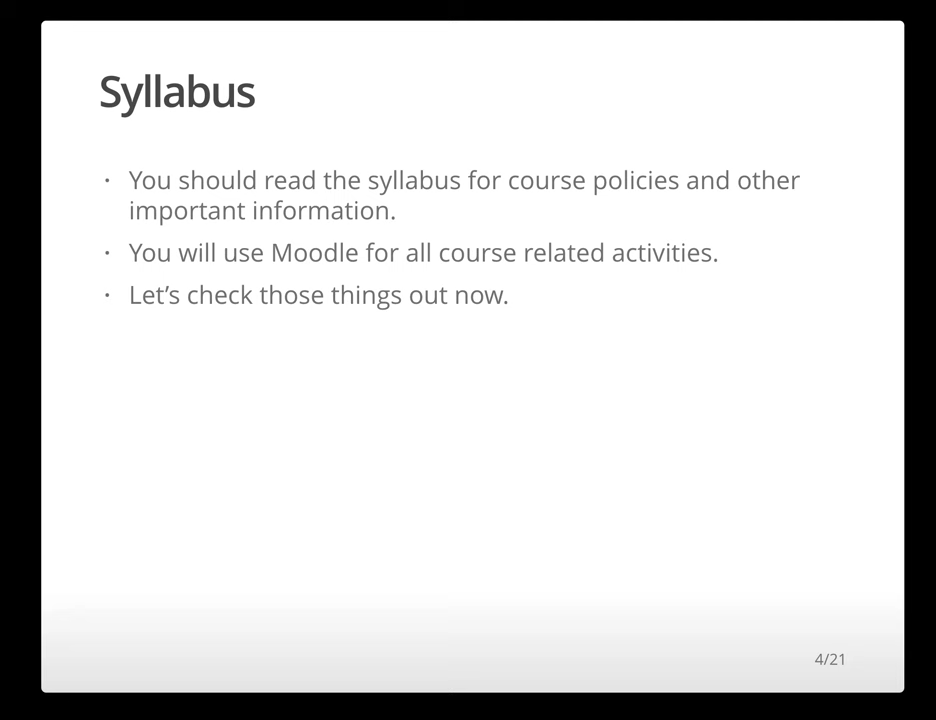 Syllabus
· You should read the syllabus for course policies and other
important information.
· You will use Moodle for all course related activities.
· Let’s check those things out now.
4/21